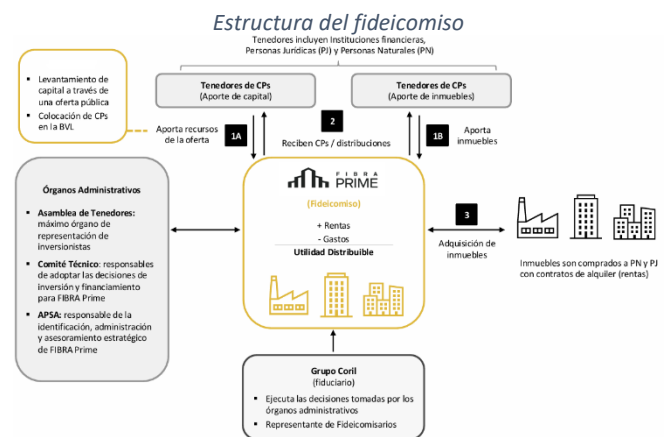 Estructura del fideicomiso
Tenedores incluyen Instituciones financieras,
Personas Jurídicas (PJ) y Personas Naturales (PN)
Levantamiento de
capital a través de
una oferta pública
Colocación de CPs
en la BVL
Tenedores de CPs
(Aporte de capital)
Tenedores de CPs
(Aporte de inmuebles)
Aporta recursos
de la oferta
1A
2
Reciben CPs / distribuciones
1B
Aporta
inmuebles
Órganos Administrativos
Asamblea de Tenedores:
máximo órgano de
representación de
inversionistas
Comité Técnico: responsables
de adoptar las decisiones de
inversión y financiamiento
para FIBRA Prime
APSA: responsable de la
identificación, administración
y asesoramiento estratégico
de FIBRA Prime
FIBRA
PRIME
(Fideicomiso)
+ Rentas
- Gastos
Utilidad Distribuible
3
Adquisición de
inmuebles
Inmuebles son comprados a PN y PJ
con contratos de alquiler (rentas)
Grupo Coril
(fiduciario)
Ejecuta las decisiones tomadas por los
órganos administrativos
Representante de Fideicomisarios